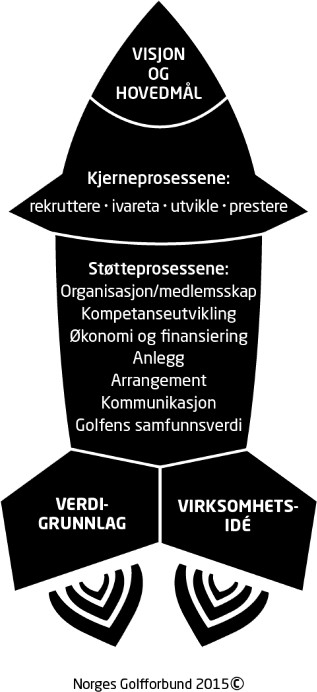 VISJON
OG
HOVEDMÅL
Kjerneprosessene:
rekruttere · ivareta · utvikle · prestere
Støtteprosessene:
Organisasjon/medlemsskap
Kompetanseutvikling
Økonomi og finansiering
Anlegg
Arrangement
Kommunikasjon
Golfens samfunnsverdi
VERDI-
GRUNNLAG
VIRKSOMHETS-
IDÉ
Norges Golfforbund 2015©